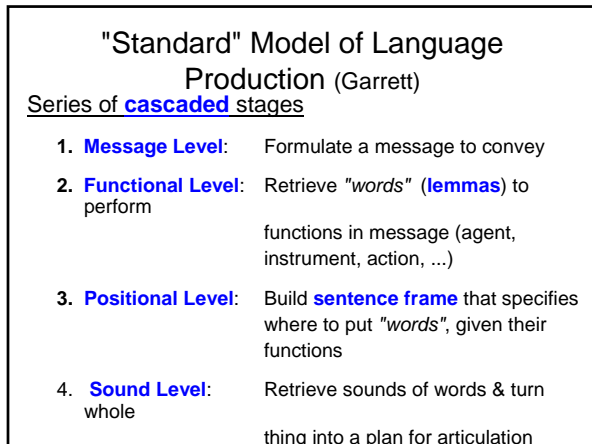 "Standard" Model of Language
Production (Garrett)
Series of cascaded stages
1. Message Level: Formulate a message to convey
2. Functional Level: Retrieve "words" (lemmas) to
perform
functions in message (agent,
instrument, action, ...)
3. Positional Level: Build sentence frame that specifies
where to put "words", given their
functions
4. Sound Level: Retrieve sounds of words & turn
whole
thing into a plan for articulation